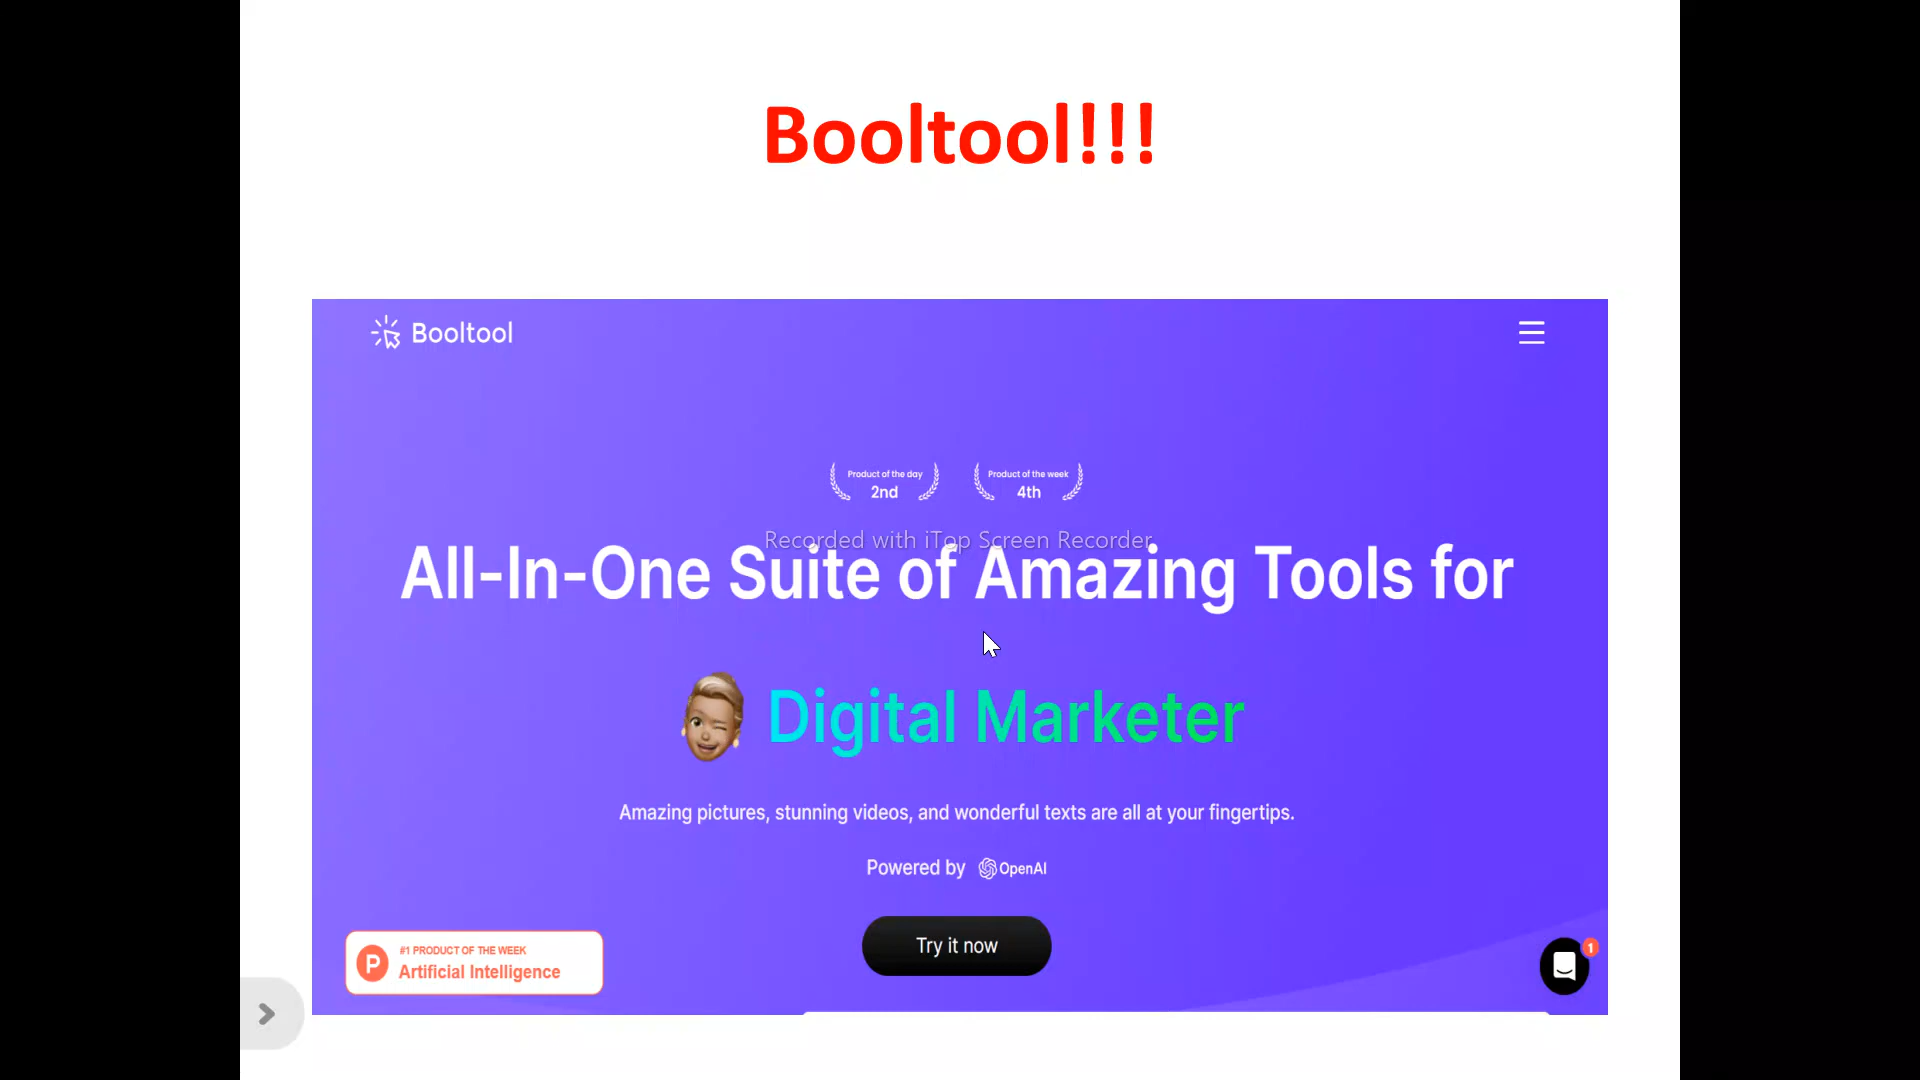 Booltool!!!
Booltool
Product of the day
2nd
Product of the week
4th
Recorded with iTop Screen Recorder
All-In-One Suite of Amazing Tools for
Digital Marketer
Amazing pictures, stunning videos, and wonderful texts are all at your fingertips.
Powered by OpenAI
Try it now
P
#1 PRODUCT OF THE WEEK
Artificial Intelligence
1